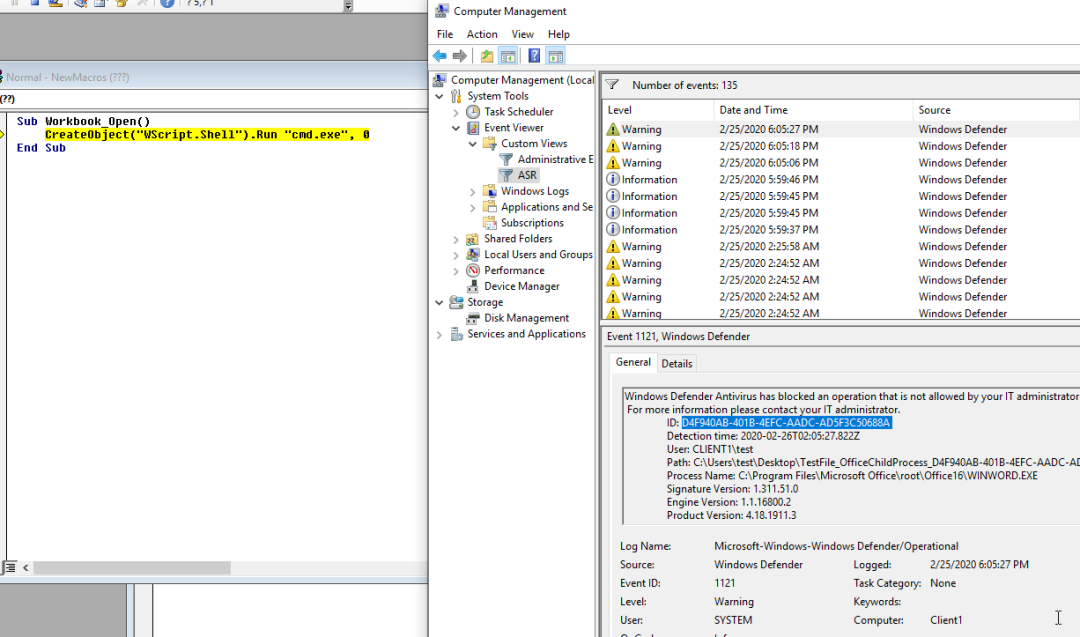 Normal - NewMacros (???)
(??)
Sub Workbook_Open()
CreateObject("WScript.Shell").Run "cmd.exe", 0
End Sub
Computer Management
File Action View Help
Computer Management (Local
System Tools
Task Scheduler
Event Viewer
Custom Views
Administrative E
ASR
Windows Logs
Applications and Se
Subscriptions
Shared Folders
Local Users and Groups
Performance
Device Manager
Storage
Disk Management
Services and Applications
Number of events: 135
Level Date and Time Source
Warning 2/25/2020 6:05:27 PM Windows Defender
Warning 2/25/2020 6:05:18 PM Windows Defender
Warning 2/25/2020 6:05:06 PM Windows Defender
Information 2/25/2020 5:59:46 PM Windows Defender
Information 2/25/2020 5:59:45 PM Windows Defender
Information 2/25/2020 5:59:45 PM Windows Defender
Information 2/25/2020 5:59:37 PM Windows Defender
Warning 2/25/2020 2:25:58 AM Windows Defender
Warning 2/25/2020 2:24:52 AM Windows Defender
Warning 2/25/2020 2:24:52 AM Windows Defender
Warning 2/25/2020 2:24:52 AM Windows Defender
Warning 2/25/2020 2:24:52 AM Windows Defender
Event 1121, Windows Defender
General Details
Windows Defender Antivirus has blocked an operation that is not allowed by your IT administrator
For more information please contact your IT administrator.
ID: D4F940AB-401B-4EFC-AADC-AD5F3C50688A
Detection time: 2020-02-26T02:05:27.822Z
User: CLIENT1\test
Path: C:\Users\test\Desktop\TestFile_OfficeChildProcess_D4F940AB-401B-4EFC-AADC-AD
Process Name: C:\Program Files\Microsoft Office\root\Office16\WINWORD.EXE
Signature Version: 1.311.51.0
Engine Version: 1.1.16800.2
Product Version: 4.18.1911.3
Log Name: Microsoft-Windows-Windows Defender/Operational
Source: Windows Defender Logged: 2/25/2020 6:05:27 PM
Event ID: 1121 Task Category: None
Level: Warning Keywords:
User: SYSTEM Computer: Client1